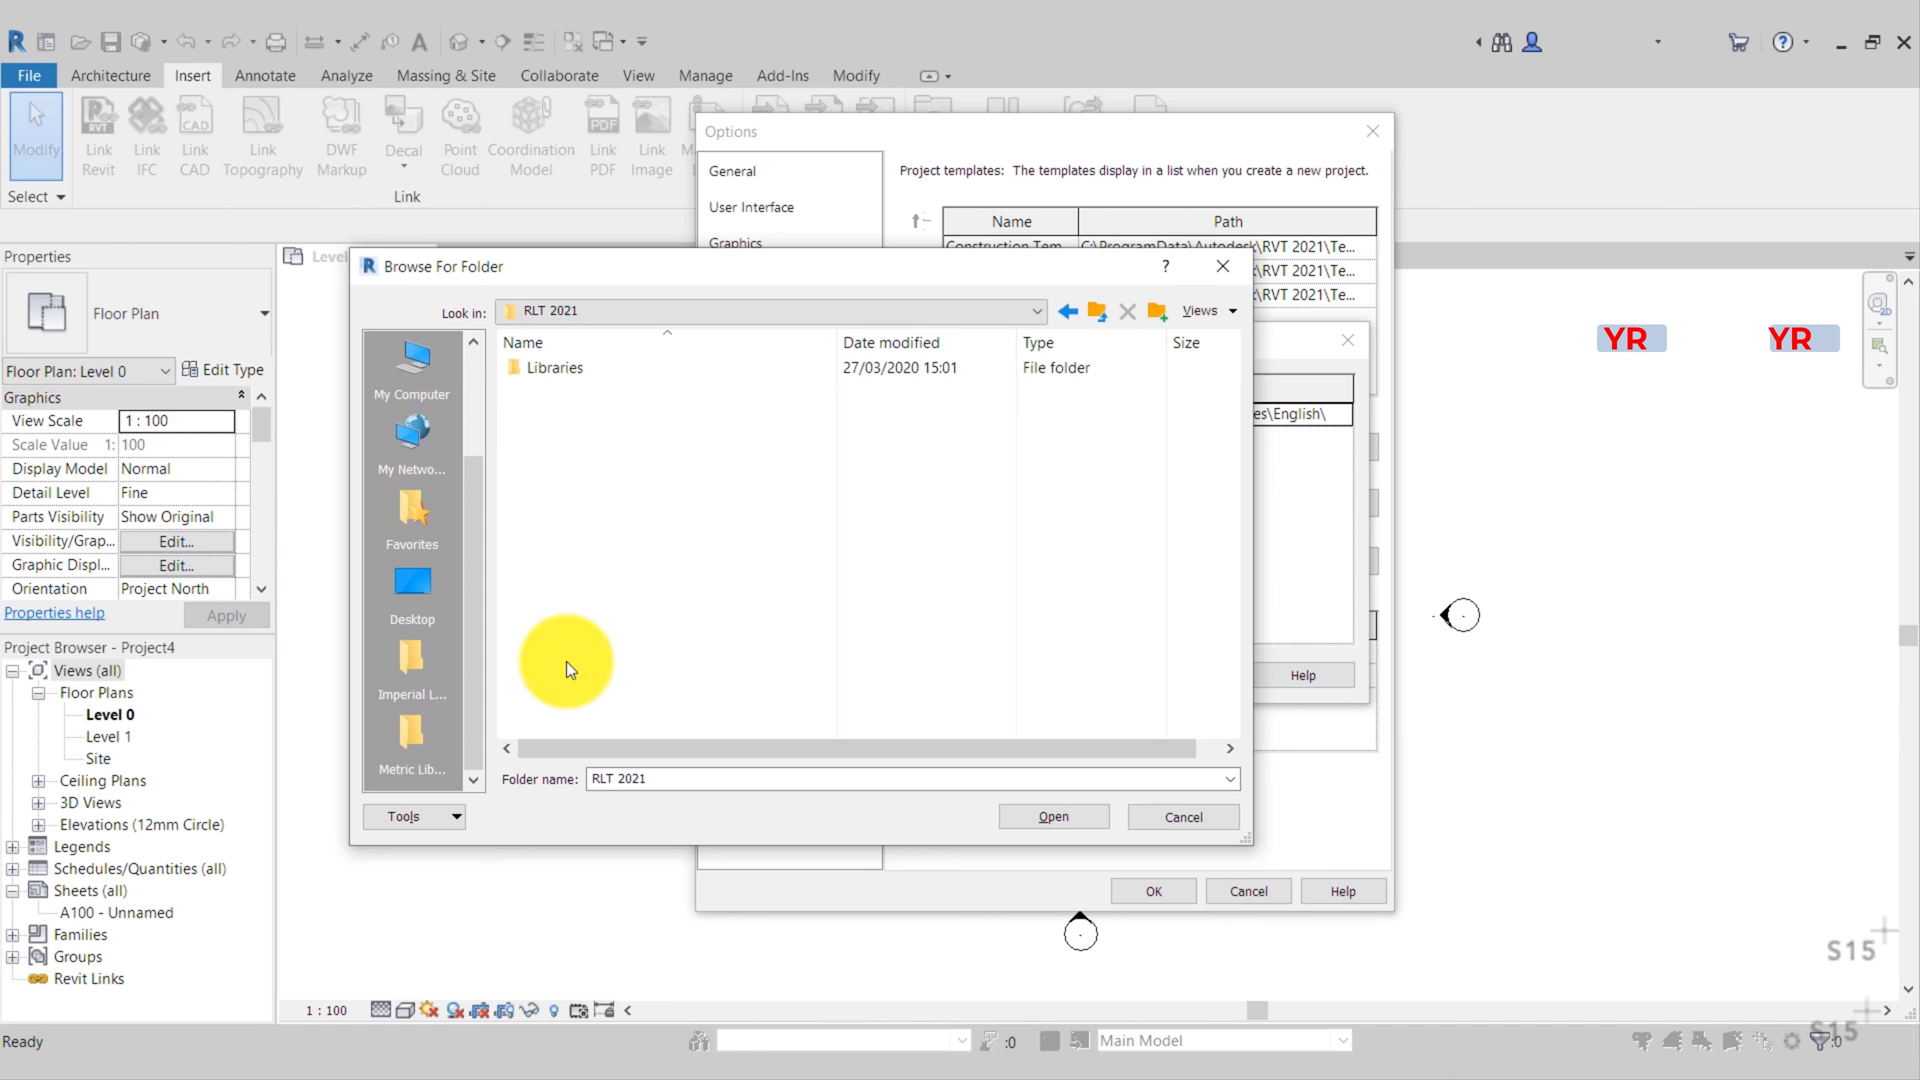 File Architecture Insert Annotate Analyze Massing & Site Collaborate View Manage Add-Ins Modify
Modify
Link Revit
Link IFC
Link CAD
Link Topography
DWF Markup
Decal
Point Cloud
Coordination Model
Link PDF
Link Image
Select
Link
Options
General
User Interface
Graphics
Project templates: The templates display in a list when you create a new project.
Name Path
Construction Tem... C:\ProgramData\Autodesk\RVT 2021\Te...
\RVT 2021\Te...
\RVT 2021\Te...
es\English\
Help
OK Cancel Help
Browse For Folder
?
Look in: RLT 2021 Views
Name Date modified Type Size
Libraries 27/03/2020 15:01 File folder
My Computer
My Netwo...
Favorites
Desktop
Imperial L...
Metric Lib...
Folder name: RLT 2021
Tools Open Cancel
Properties
Floor Plan
Floor Plan: Level 0 Edit Type
Graphics
View Scale 1 : 100
Scale Value 1: 100
Display Model Normal
Detail Level Fine
Parts Visibility Show Original
Visibility/Grap... Edit...
Graphic Displ... Edit...
Orientation Project North
Properties help Apply
Project Browser - Project4
Views (all)
Floor Plans
Level 0
Level 1
Site
Ceiling Plans
3D Views
Elevations (12mm Circle)
Legends
Schedules/Quantities (all)
Sheets (all)
A100 - Unnamed
Families
Groups
Revit Links
Level
YR YR
2D
S15
S15
1 : 100
Ready
:0
Main Model
:0